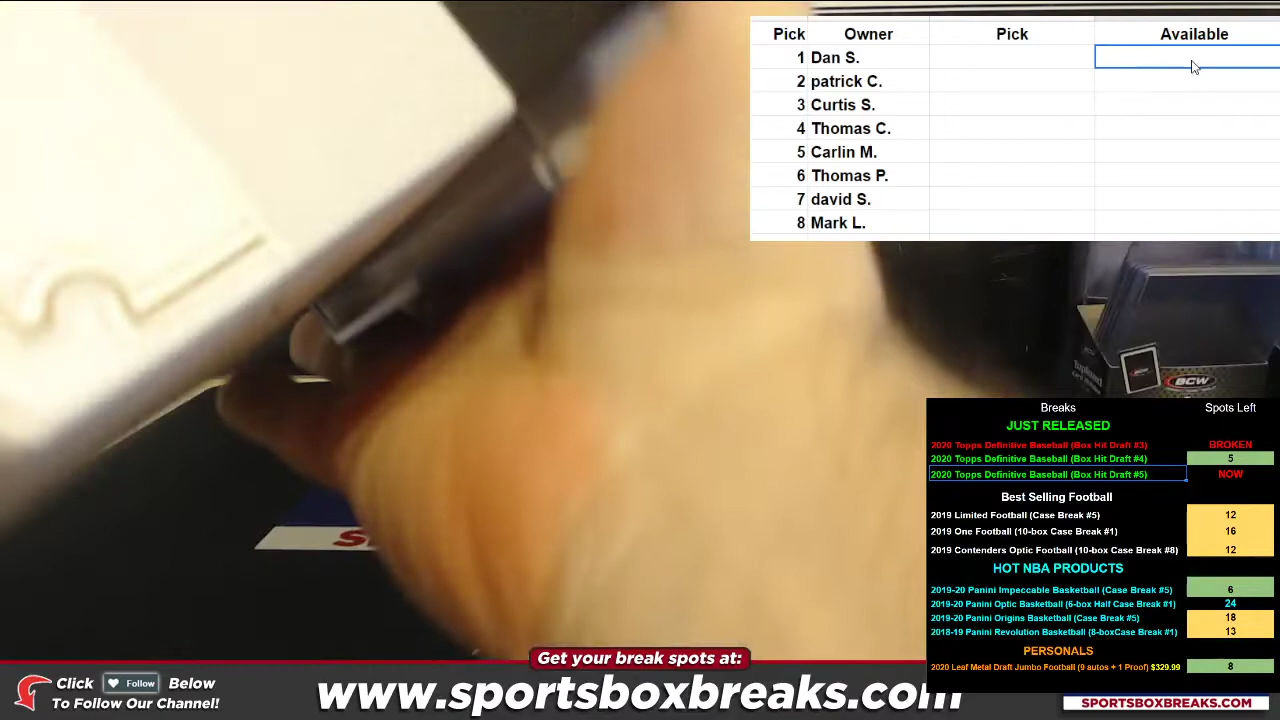 Pick Owner Pick Available
1 Dan S.
2 patrick C.
3 Curtis S.
4 Thomas C.
5 Carlin M.
6 Thomas P.
7 david S.
8 Mark L.
BCW
Breaks Spots Left
JUST RELEASED
2020 Topps Definitive Baseball (Box Hit Draft #3) BROKEN
2020 Topps Definitive Baseball (Box Hit Draft #4) 5
2020 Topps Definitive Baseball (Box Hit Draft #5) NOW
Best Selling Football
2019 Limited Football (Case Break #5) 12
2019 One Football (10-box Case Break #1) 16
2019 Contenders Optic Football (10-box Case Break #8) 12
HOT NBA PRODUCTS
2019-20 Panini Impeccable Basketball (Case Break #5) 6
2019-20 Panini Optic Basketball (6-box Half Case Break #1) 24
2019-20 Panini Origins Basketball (Case Break #5) 18
2018-19 Panini Revolution Basketball (8-boxCase Break #1) 13
PERSONALS
2020 Leaf Metal Draft Jumbo Football (9 autos + 1 Proof) $329.99 8
Get your break spots at:
Click Follow Below
To Follow Our Channel!
www.sportsboxbreaks.com
SPORTSBOXBREAKS.COM